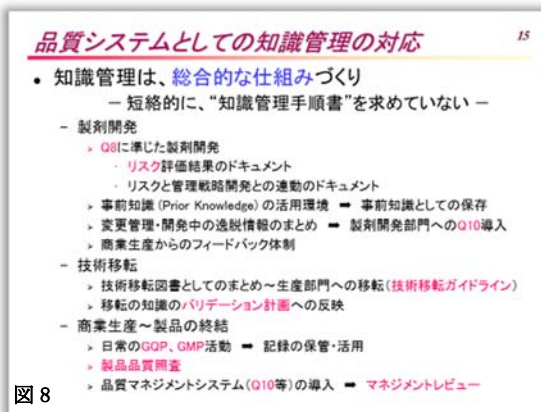 品質システムとしての知識管理の対応
15
• 知識管理は、総合的な仕組みづくり
－ 短絡的に、“知識管理手順書”を求めていない －
– 製剤開発
➢ Q8に準じた製剤開発
・ リスク評価結果のドキュメント
・ リスクと管理戦略開発との連動のドキュメント
➢ 事前知識 (Prior Knowledge) の活用環境 ➡ 事前知識としての保存
➢ 変更管理・開発中の逸脱情報のまとめ ➡ 製剤開発部門へのQ10導入
➢ 商業生産からのフィードバック体制
– 技術移転
➢ 技術移転図書としてのまとめ～生産部門への移転(技術移転ガイドライン)
➢ 移転の知識のバリデーション計画への反映
– 商業生産～製品の終結
➢ 日常のGQP、GMP活動 ➡ 記録の保管・活用
➢ 製品品質照査
➢ 品質マネジメントシステム(Q10等)の導入 ➡ マネジメントレビュー
図 8